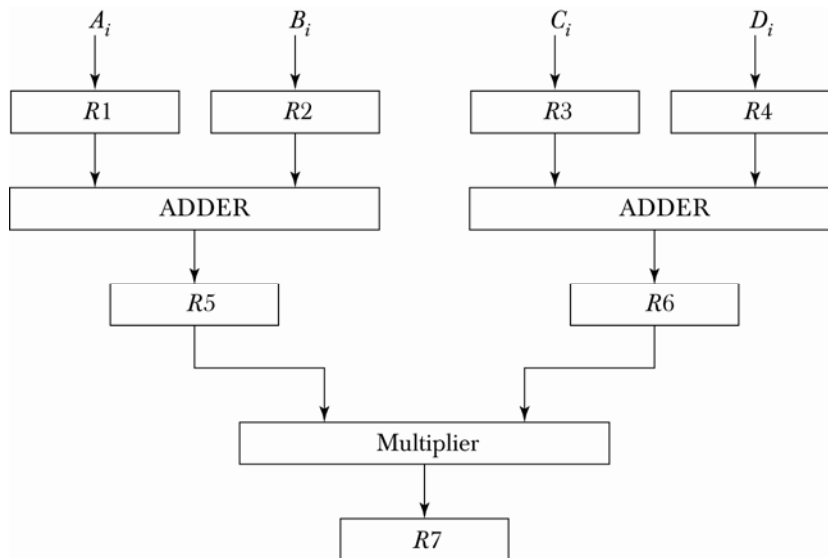 A_i B_i C_i D_i
R1 R2 R3 R4
ADDER ADDER
R5 R6
Multiplier
R7